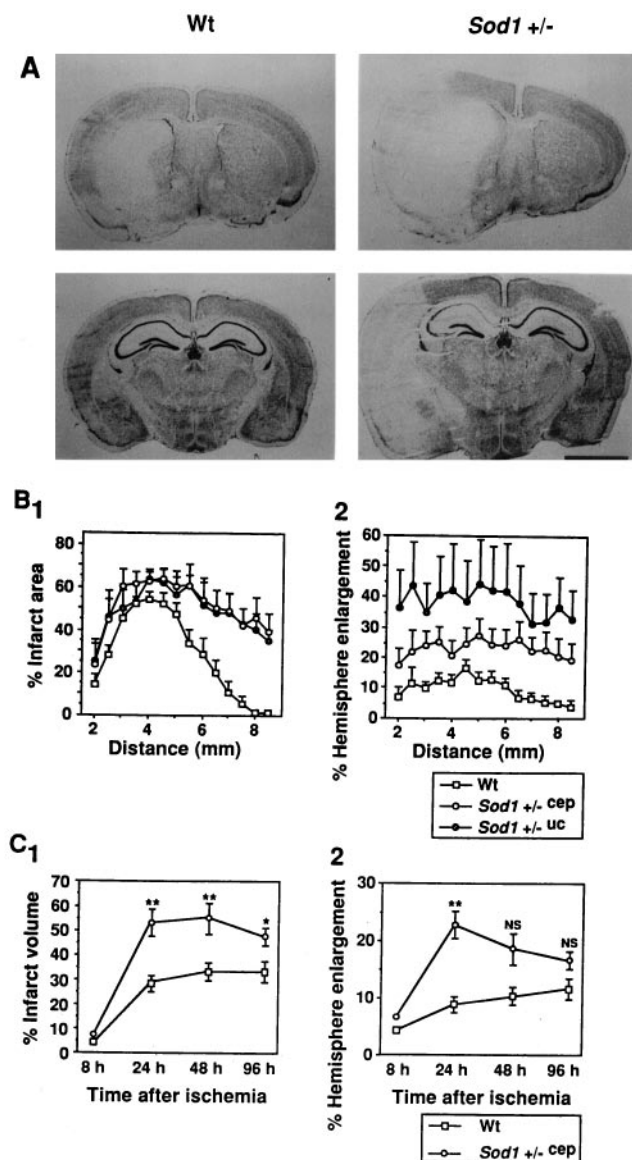 Wt
Sod1 +/-
A
B1
% Infarct area
80
60
40
20
0
2 4 6 8
Distance (mm)
2
% Hemisphere enlargement
60
50
40
30
20
10
0
2 4 6 8
Distance (mm)
Wt
Sod1 +/- cep
Sod1 +/- uc
C1
% Infarct volume
70
60
50
40
30
20
10
0
** ** *
8 h 24 h 48 h 96 h
Time after ischemia
2
% Hemisphere enlargement
30
20
10
0
** NS NS
8 h 24 h 48 h 96 h
Time after ischemia
Wt
Sod1 +/- cep